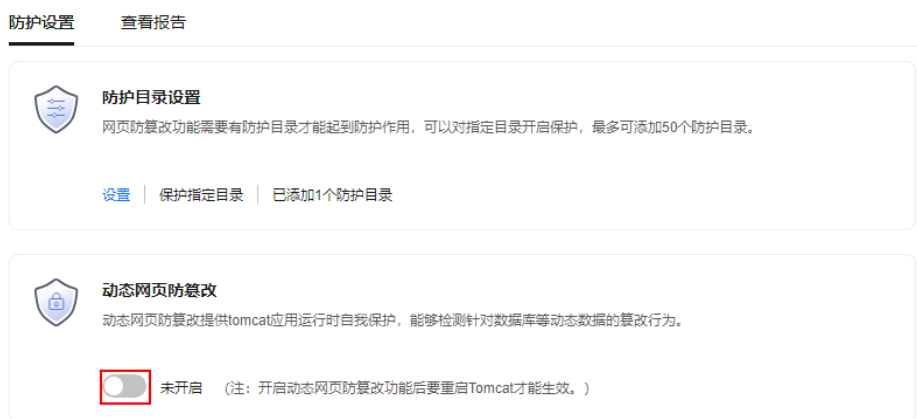 防护设置 查看报告
防护目录设置
网页防篡改功能需要有防护目录才能起到防护作用，可以对指定目录开启保护，最多可添加50个防护目录。
设置 保护指定目录 已添加1个防护目录
动态网页防篡改
动态网页防篡改提供tomcat应用运行时自我保护，能够检测针对数据库等动态数据的篡改行为。
未开启 （注：开启动态网页防篡改功能后要重启Tomcat才能生效。）